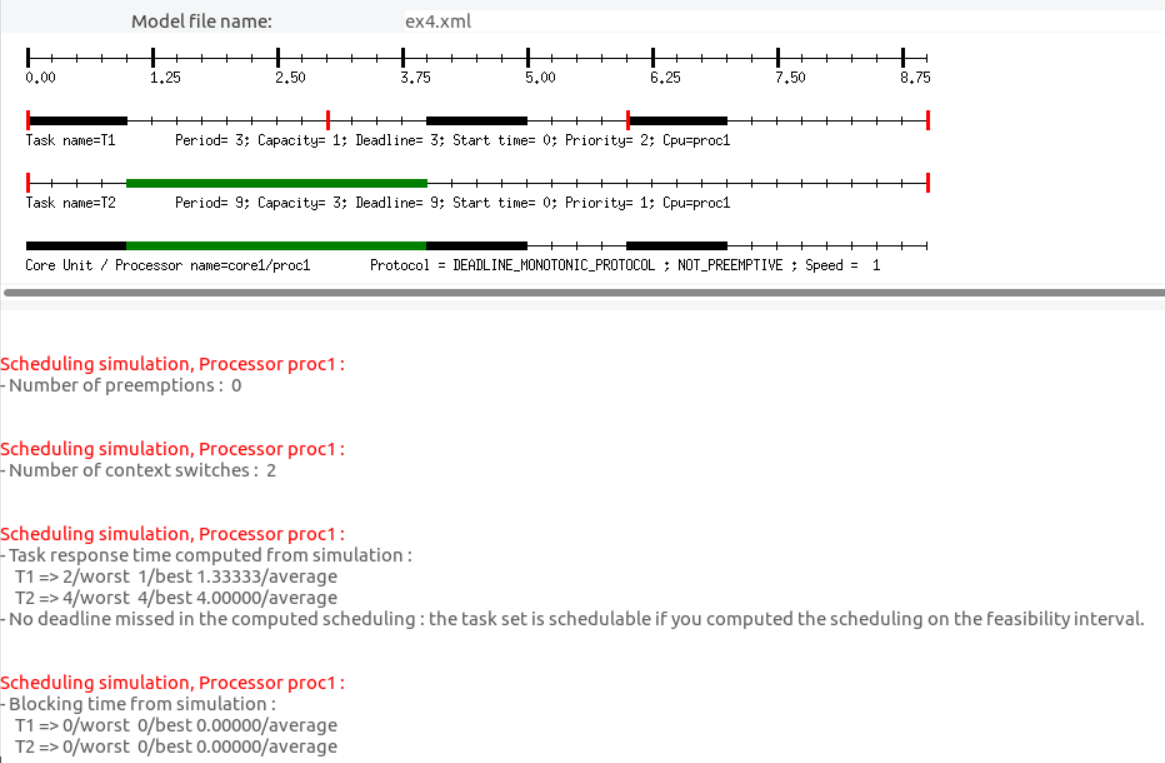 Model file name: ex4.xml
0.00 1.25 2.50 3.75 5.00 6.25 7.50 8.75
Task name=T1 Period= 3; Capacity= 1; Deadline= 3; Start time= 0; Priority= 2; Cpu=proc1
Task name=T2 Period= 9; Capacity= 3; Deadline= 9; Start time= 0; Priority= 1; Cpu=proc1
Core Unit / Processor name=core1/proc1 Protocol = DEADLINE_MONOTONIC_PROTOCOL ; NOT_PREEMPTIVE ; Speed = 1
Scheduling simulation, Processor proc1 :
- Number of preemptions : 0
Scheduling simulation, Processor proc1 :
- Number of context switches : 2
Scheduling simulation, Processor proc1 :
- Task response time computed from simulation :
T1 => 2/worst 1/best 1.33333/average
T2 => 4/worst 4/best 4.00000/average
- No deadline missed in the computed scheduling : the task set is schedulable if you computed the scheduling on the feasibility interval.
Scheduling simulation, Processor proc1 :
- Blocking time from simulation :
T1 => 0/worst 0/best 0.00000/average
T2 => 0/worst 0/best 0.00000/average